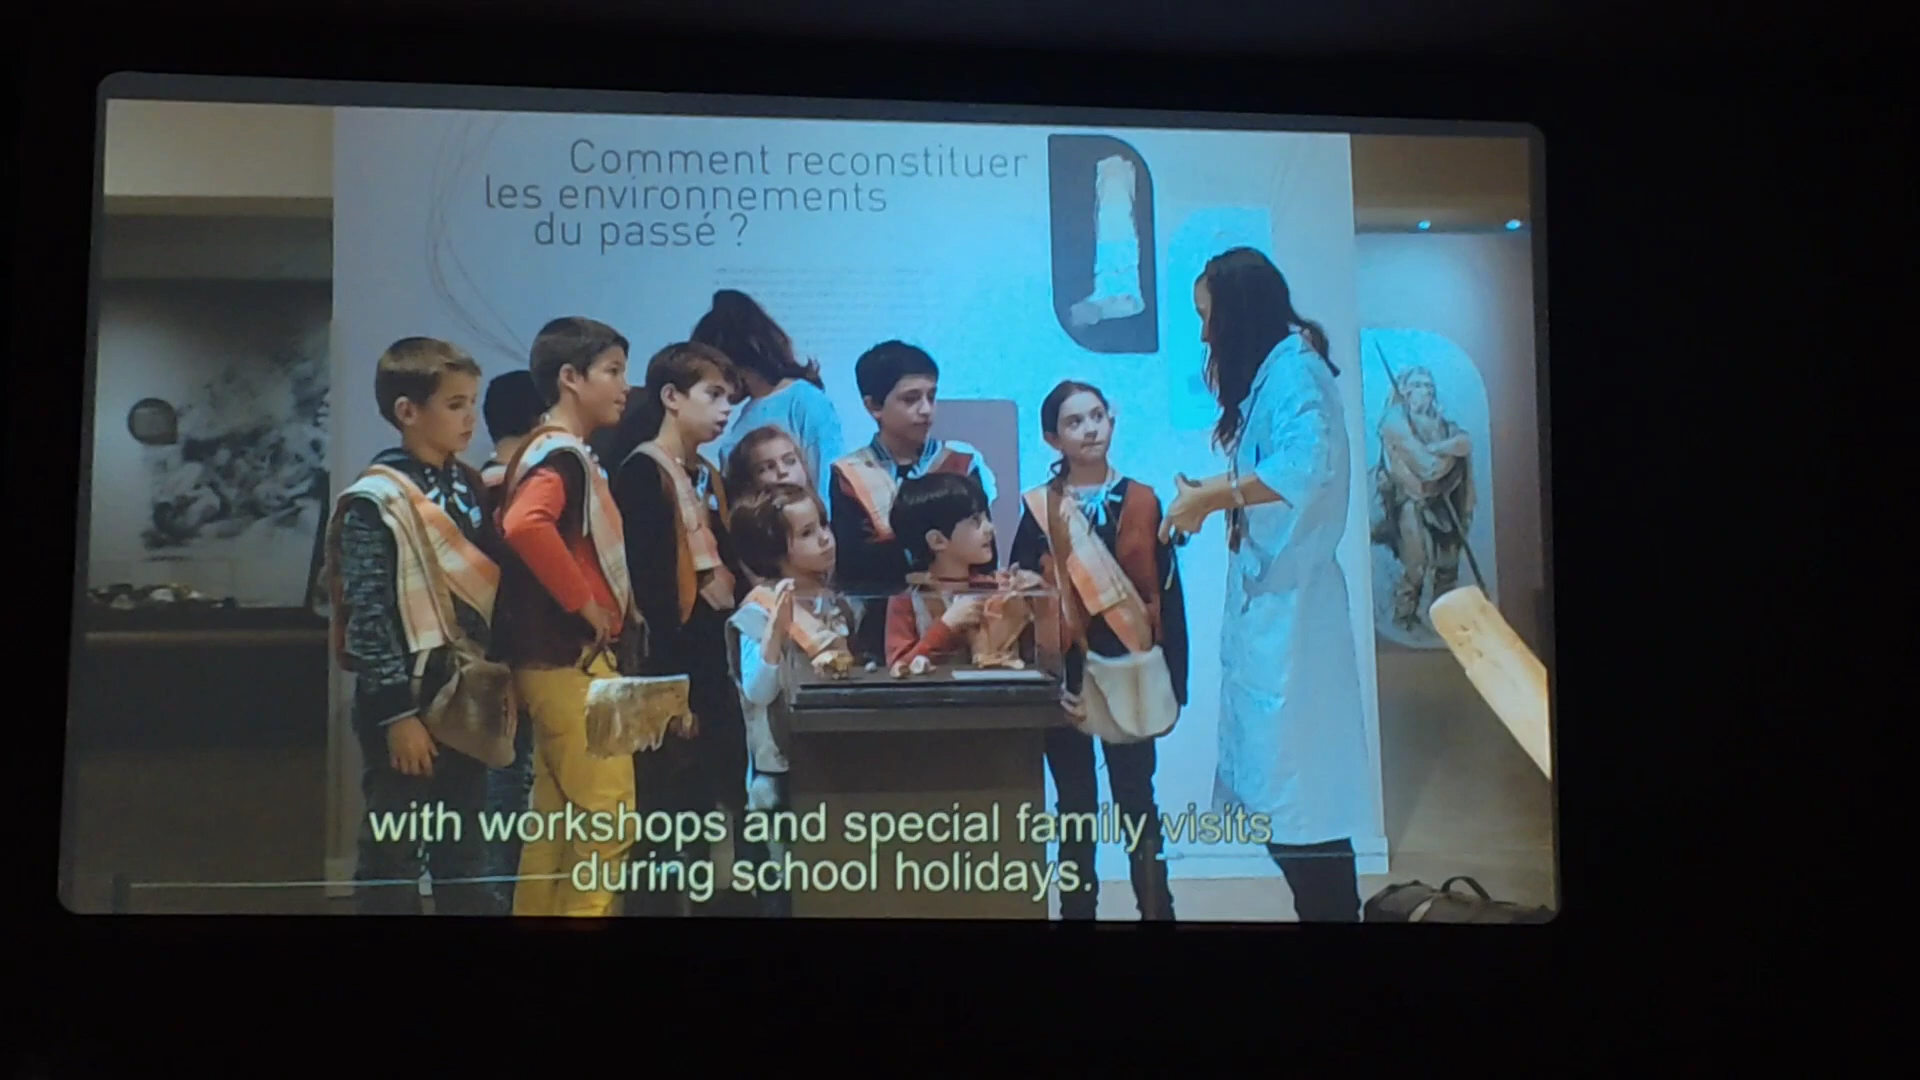 Comment reconstituer
les environnements
du passé ?
with workshops and special family visits
during school holidays.